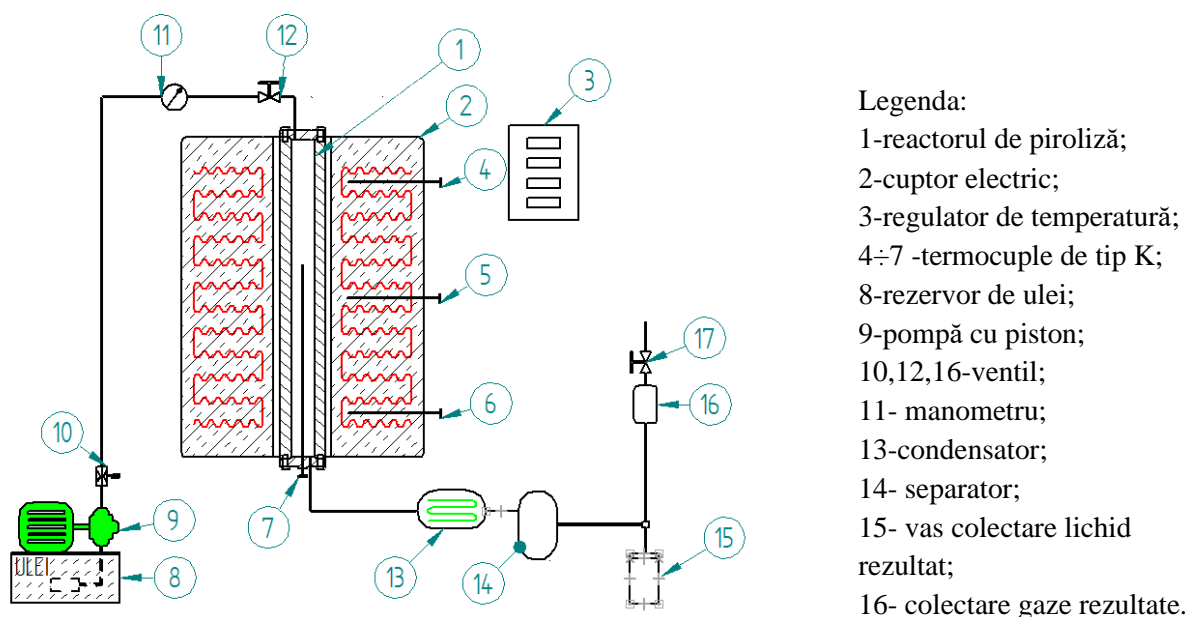 11
12
1
2
3
4
5
6
7
8
9
10
13
14
15
16
17
ULEI
Legenda:
1-reactorul de piroliză;
2-cuptor electric;
3-regulator de temperatură;
4÷7 -termocuple de tip K;
8-rezervor de ulei;
9-pompă cu piston;
10,12,16-ventil;
11- manometru;
13-condensator;
14- separator;
15- vas colectare lichid
rezultat;
16- colectare gaze rezultate.